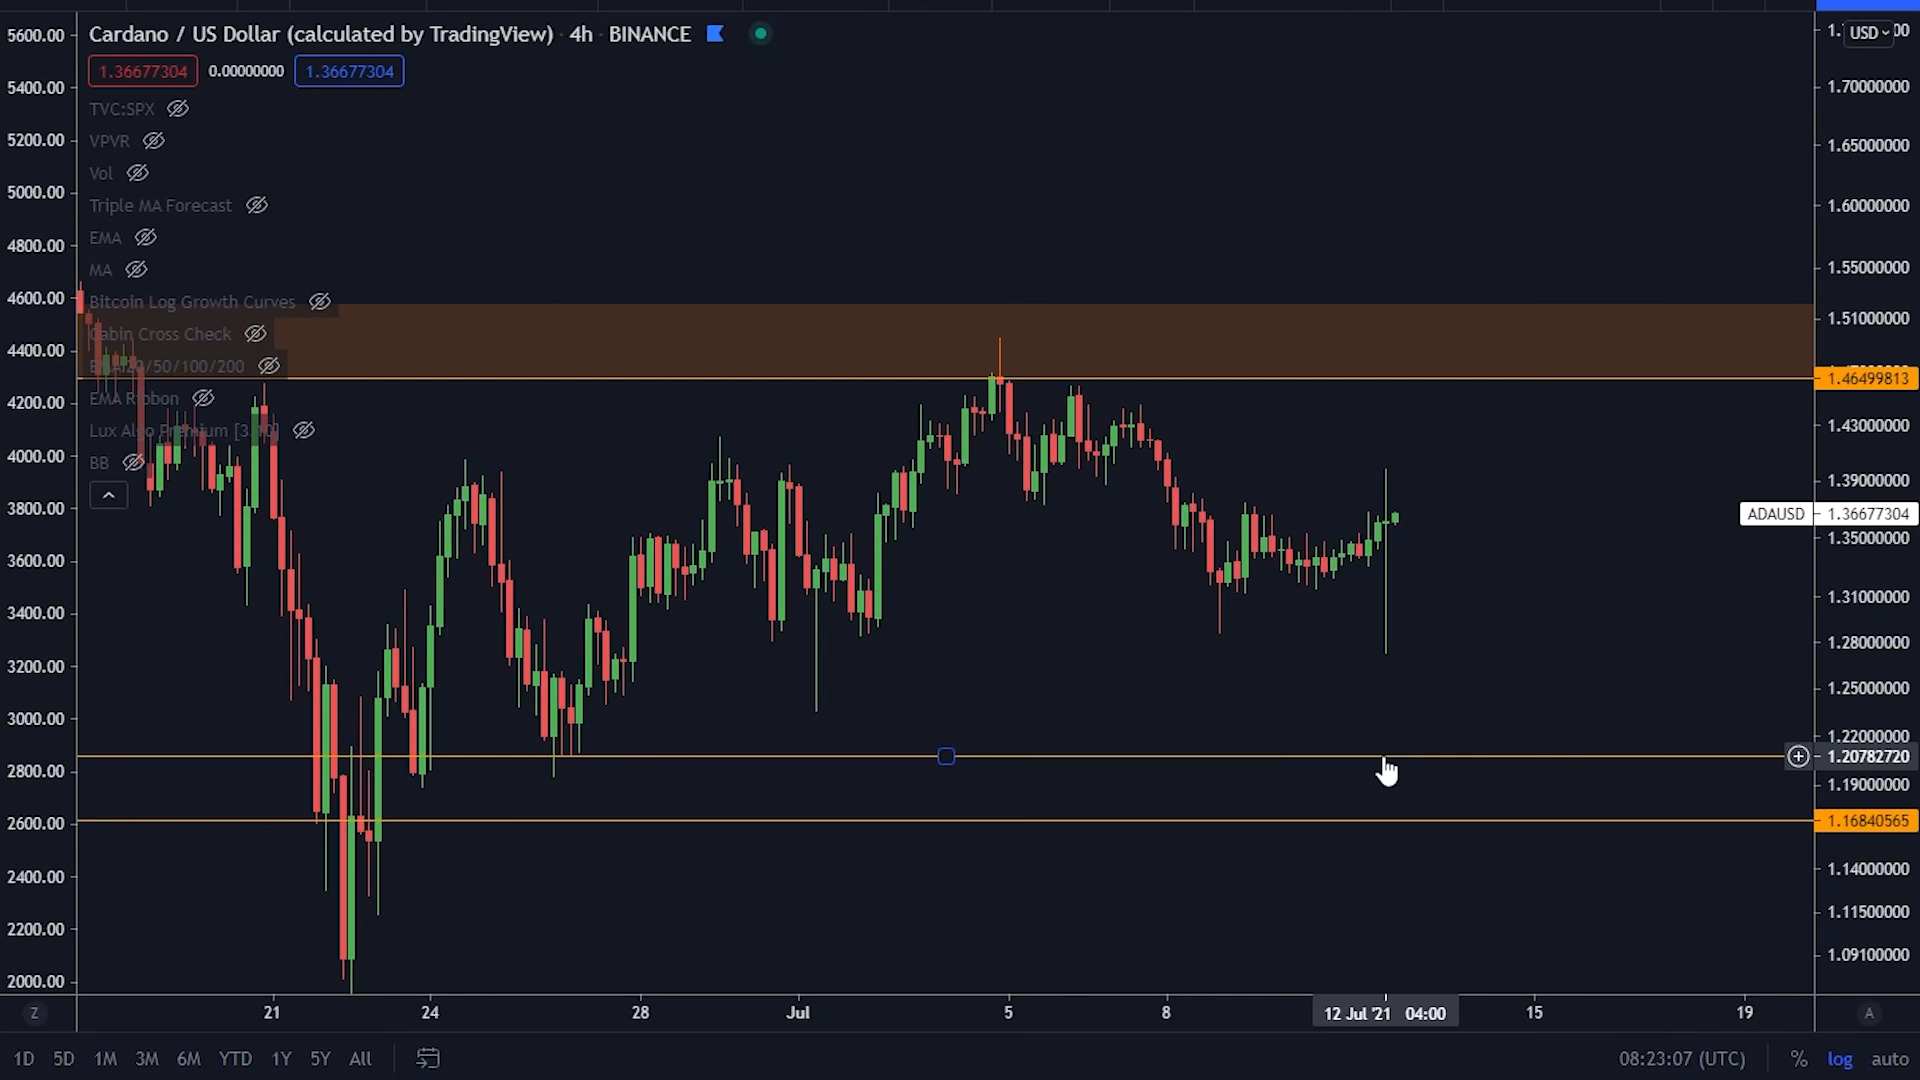 Cardano / US Dollar (calculated by TradingView) · 4h · BINANCE
1.36677304 0.00000000 1.36677304
TVC:SPX
VPVR
Vol
Triple MA Forecast
EMA
MA
Bitcoin Log Growth Curves
Cabin Cross Check
EMA 20/50/100/200
EMA Ribbon
Lux Algo Premium
BB
5600.00
5400.00
5200.00
5000.00
4800.00
4600.00
4400.00
4200.00
4000.00
3800.00
3600.00
3400.00
3200.00
3000.00
2800.00
2600.00
2400.00
2200.00
2000.00
USD
1.70000000
1.65000000
1.60000000
1.55000000
1.51000000
1.46499813
1.43000000
1.39000000
ADAUSD 1.36677304
1.35000000
1.31000000
1.28000000
1.25000000
1.22000000
1.20782720
1.19000000
1.16840565
1.14000000
1.11500000
1.09100000
Z 21 24 28 Jul 5 8 12 Jul '21 04:00 15 19 A
1D 5D 1M 3M 6M YTD 1Y 5Y All 08:23:07 (UTC) % log auto